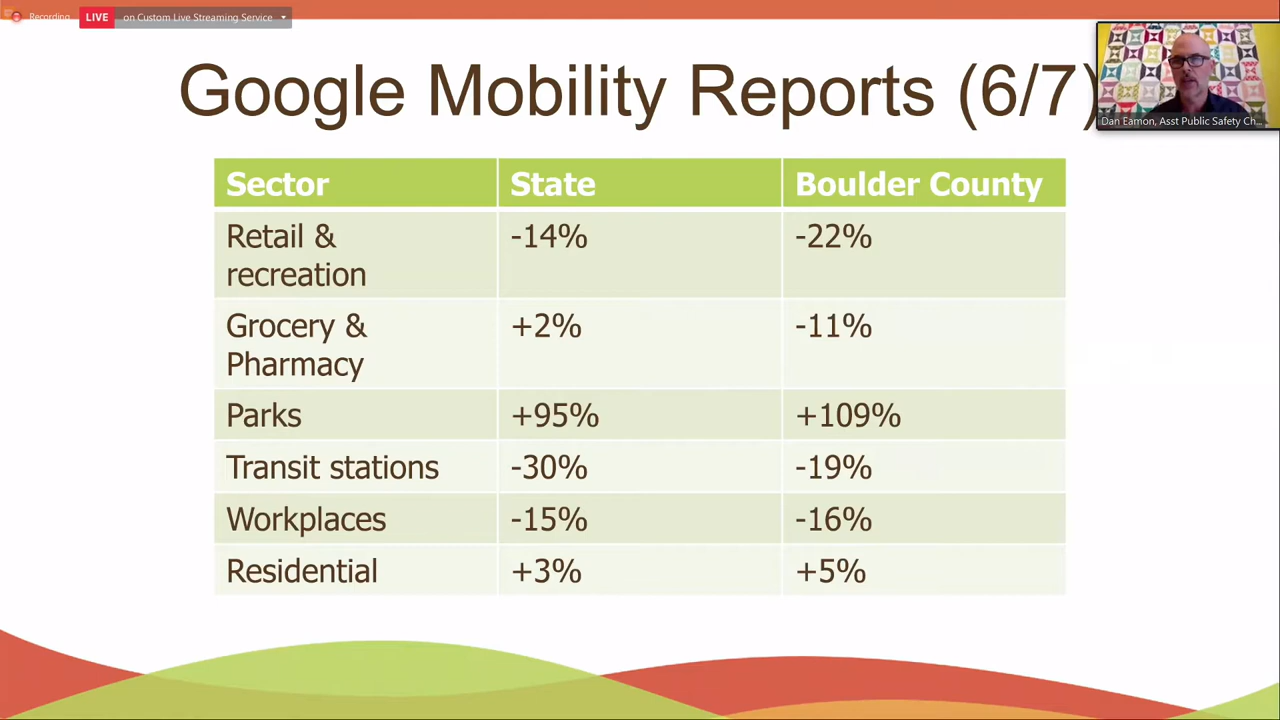 Recording
LIVE on Custom Live Streaming Service
Google Mobility Reports (6/7)
Dan Eamon, Asst Public Safety Ch...
Sector State Boulder County
Retail & -14% -22%
recreation
Grocery & +2% -11%
Pharmacy
Parks +95% +109%
Transit stations -30% -19%
Workplaces -15% -16%
Residential +3% +5%